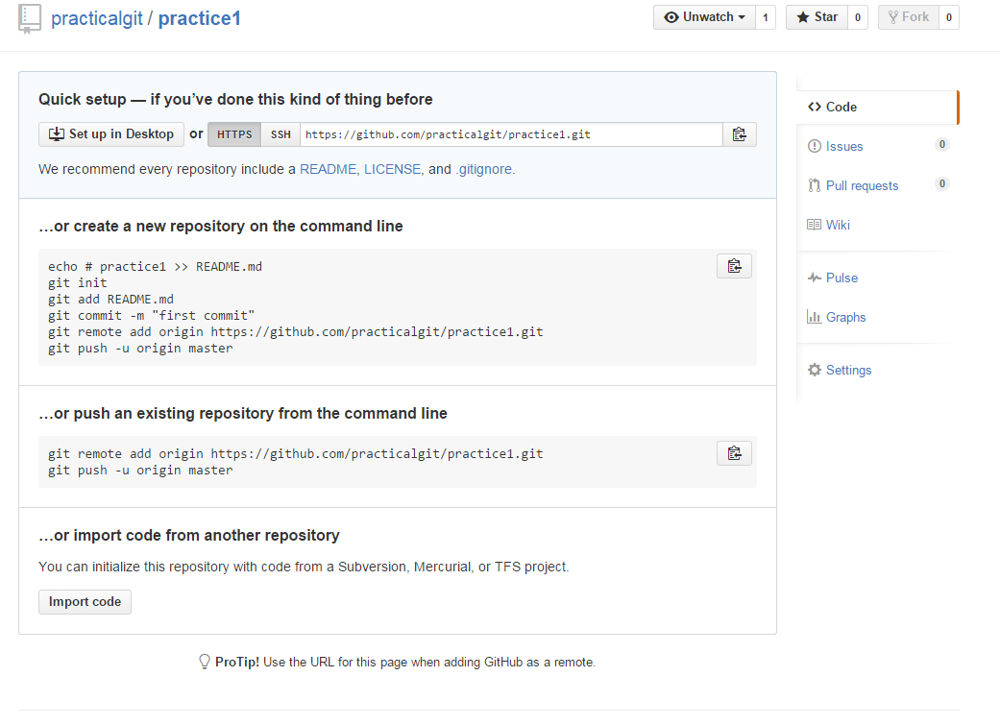 practicalgit / practice1
Unwatch 1 Star 0 Fork 0
Quick setup — if you’ve done this kind of thing before
Set up in Desktop or HTTPS SSH https://github.com/practicalgit/practice1.git
We recommend every repository include a README, LICENSE, and .gitignore.
…or create a new repository on the command line
echo # practice1 >> README.md
git init
git add README.md
git commit -m "first commit"
git remote add origin https://github.com/practicalgit/practice1.git
git push -u origin master
…or push an existing repository from the command line
git remote add origin https://github.com/practicalgit/practice1.git
git push -u origin master
…or import code from another repository
You can initialize this repository with code from a Subversion, Mercurial, or TFS project.
Import code
ProTip! Use the URL for this page when adding GitHub as a remote.
Code
Issues 0
Pull requests 0
Wiki
Pulse
Graphs
Settings